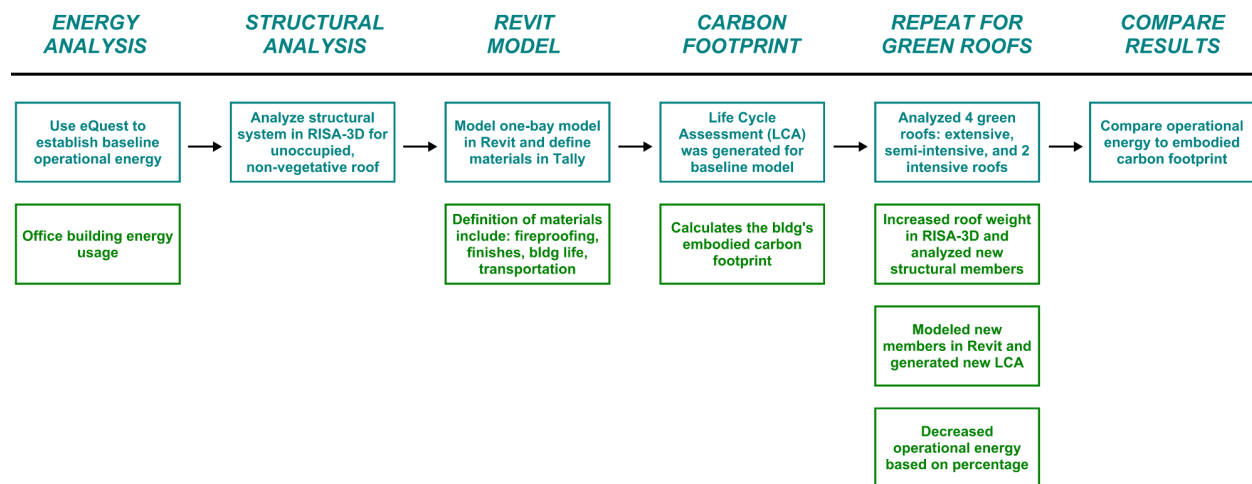 ENERGY
ANALYSIS
STRUCTURAL
ANALYSIS
REVIT
MODEL
CARBON
FOOTPRINT
REPEAT FOR
GREEN ROOFS
COMPARE
RESULTS
Use eQuest to
establish baseline
operational energy
Analyze structural
system in RISA-3D for
unoccupied,
non-vegetative roof
Model one-bay model
in Revit and define
materials in Tally
Life Cycle
Assessment (LCA)
was generated for
baseline model
Analyzed 4 green
roofs: extensive,
semi-intensive, and 2
intensive roofs
Compare operational
energy to embodied
carbon footprint
Office building energy
usage
Definition of materials
include: fireproofing,
finishes, bldg life,
transportation
Calculates the bldg's
embodied carbon
footprint
Increased roof weight
in RISA-3D and
analyzed new
structural members
Modeled new
members in Revit and
generated new LCA
Decreased
operational energy
based on percentage